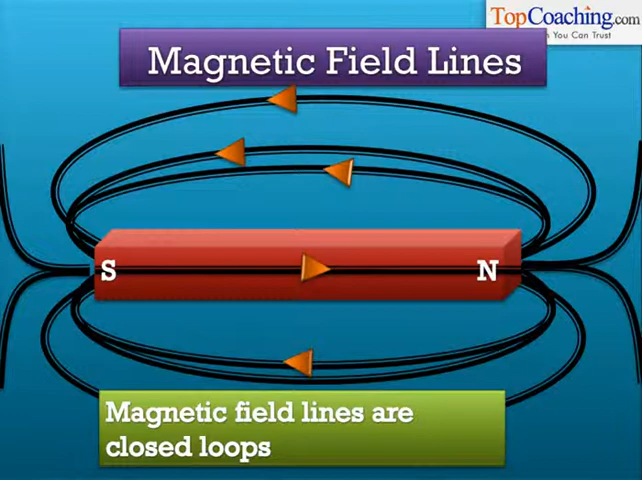 TopCoaching.com
You Can Trust
Magnetic Field Lines
S
N
Magnetic field lines are
closed loops